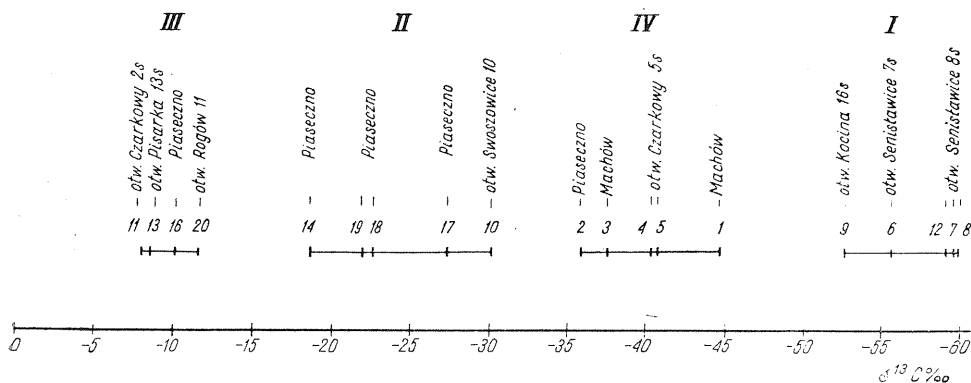 III II IV I
otw. Czarkowy 2s
otw. Pisarka 13s
Piaseczno
otw. Rogów 11
Piaseczno
Piaseczno
Piaseczno
otw. Swoszowice 10
Piaseczno
Machów
otw. Czarkowy 5s
Machów
otw. Kocina 16s
otw. Senisławice 7s
otw. Senisławice 8s
11 13 16 20 14 19 18 17 10 2 3 4 5 1 9 6 12 7 8
0 -5 -10 -15 -20 -25 -30 -35 -40 -45 -50 -55 -60
δ¹³C‰